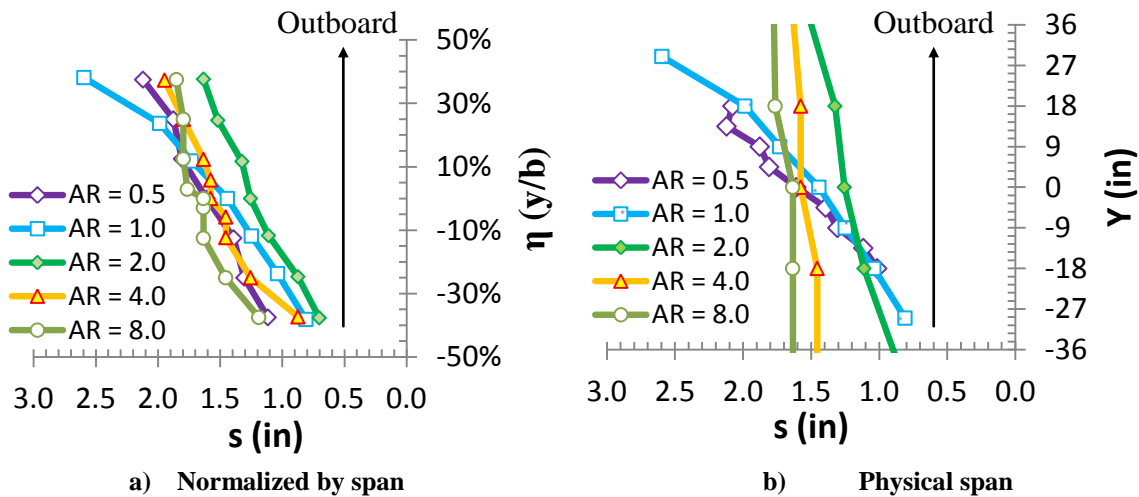 Outboard
50%
30%
10%
-10%
-30%
-50%
η (y/b)
AR = 0.5
AR = 1.0
AR = 2.0
AR = 4.0
AR = 8.0
3.0 2.5 2.0 1.5 1.0 0.5 0.0
s (in)
a) Normalized by span
Outboard
36
27
18
9
0
-9
-18
-27
-36
Y (in)
AR = 0.5
AR = 1.0
AR = 2.0
AR = 4.0
AR = 8.0
3.0 2.5 2.0 1.5 1.0 0.5 0.0
s (in)
b) Physical span